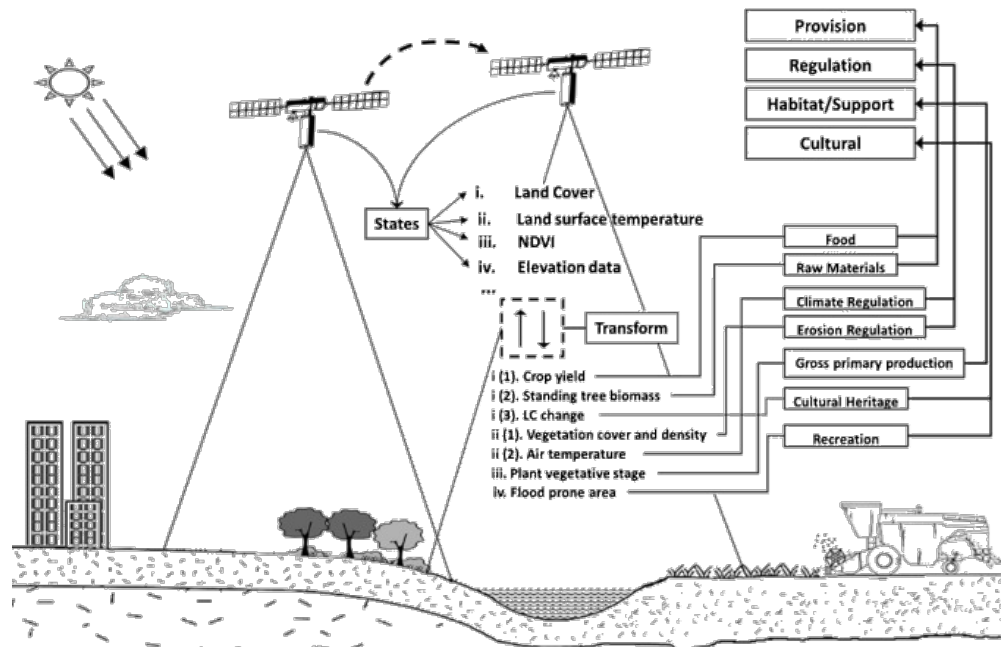 Provision
Regulation
Habitat/Support
Cultural
States
i. Land Cover
ii. Land surface temperature
iii. NDVI
iv. Elevation data
...
Transform
Food
Raw Materials
Climate Regulation
Erosion Regulation
Gross primary production
Cultural Heritage
Recreation
i (1). Crop yield
i (2). Standing tree biomass
i (3). LC change
ii (1). Vegetation cover and density
ii (2). Air temperature
iii. Plant vegetative stage
iv. Flood prone area